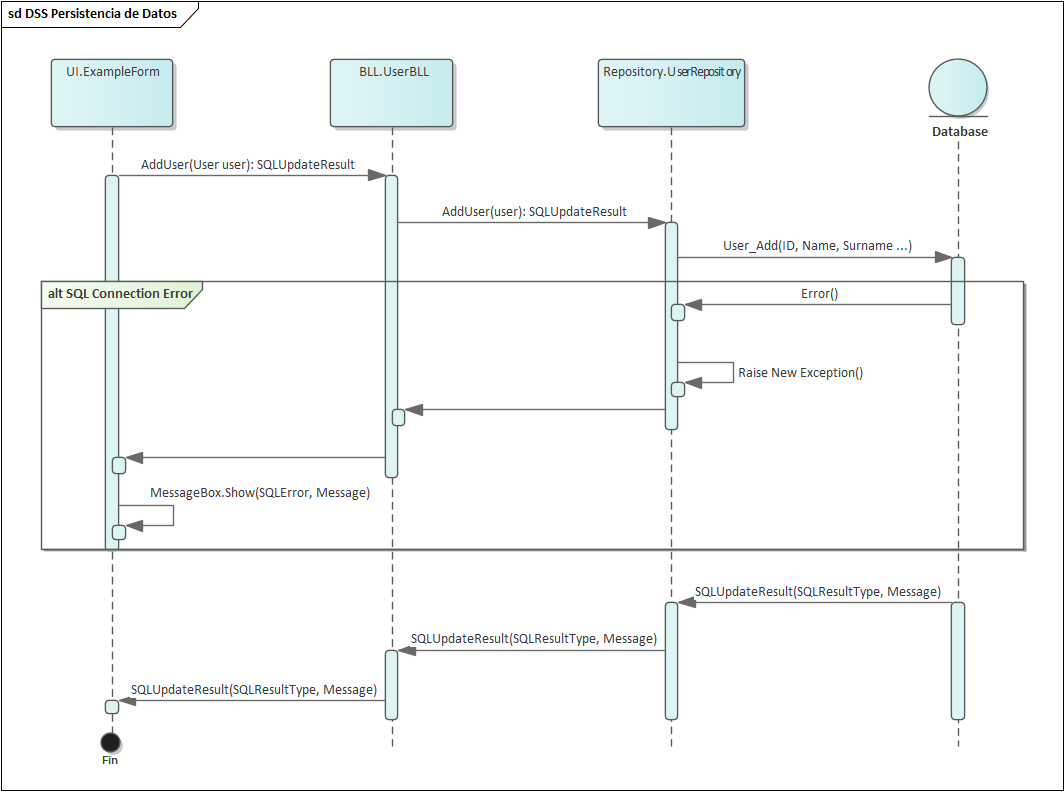 sd DSS Persistencia de Datos
UI.ExampleForm
BLL.UserBLL
Repository.UserRepository
Database
AddUser(User user): SQLUpdateResult
AddUser(user): SQLUpdateResult
User_Add(ID, Name, Surname ...)
alt SQL Connection Error
Error()
Raise New Exception()
MessageBox.Show(SQLError, Message)
SQLUpdateResult(SQLResultType, Message)
SQLUpdateResult(SQLResultType, Message)
SQLUpdateResult(SQLResultType, Message)
Fin